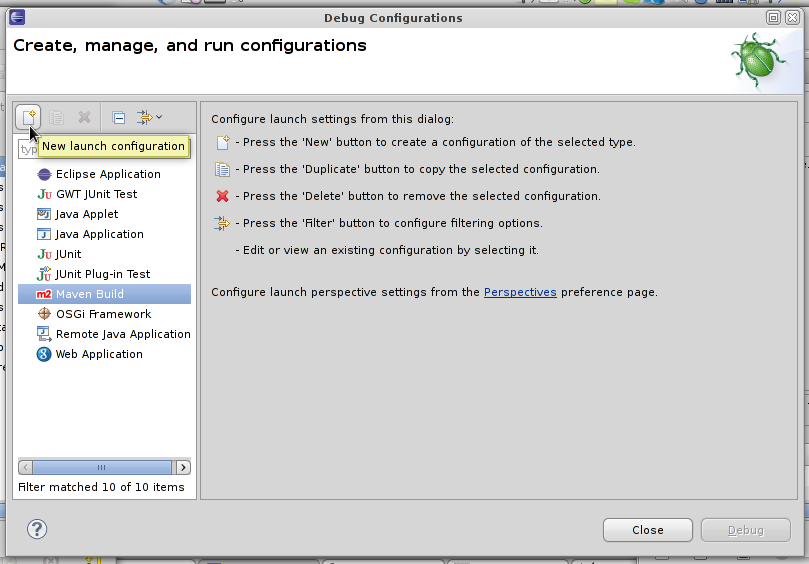 Debug Configurations
Create, manage, and run configurations
New launch configuration
typ
Eclipse Application
Ju GWT JUnit Test
Java Applet
Java Application
Ju JUnit
JUnit Plug-in Test
m2 Maven Build
OSGi Framework
Remote Java Application
Web Application
Filter matched 10 of 10 items
Configure launch settings from this dialog:
- Press the 'New' button to create a configuration of the selected type.
- Press the 'Duplicate' button to copy the selected configuration.
- Press the 'Delete' button to remove the selected configuration.
- Press the 'Filter' button to configure filtering options.
- Edit or view an existing configuration by selecting it.
Configure launch perspective settings from the Perspectives preference page.
Close
Debug